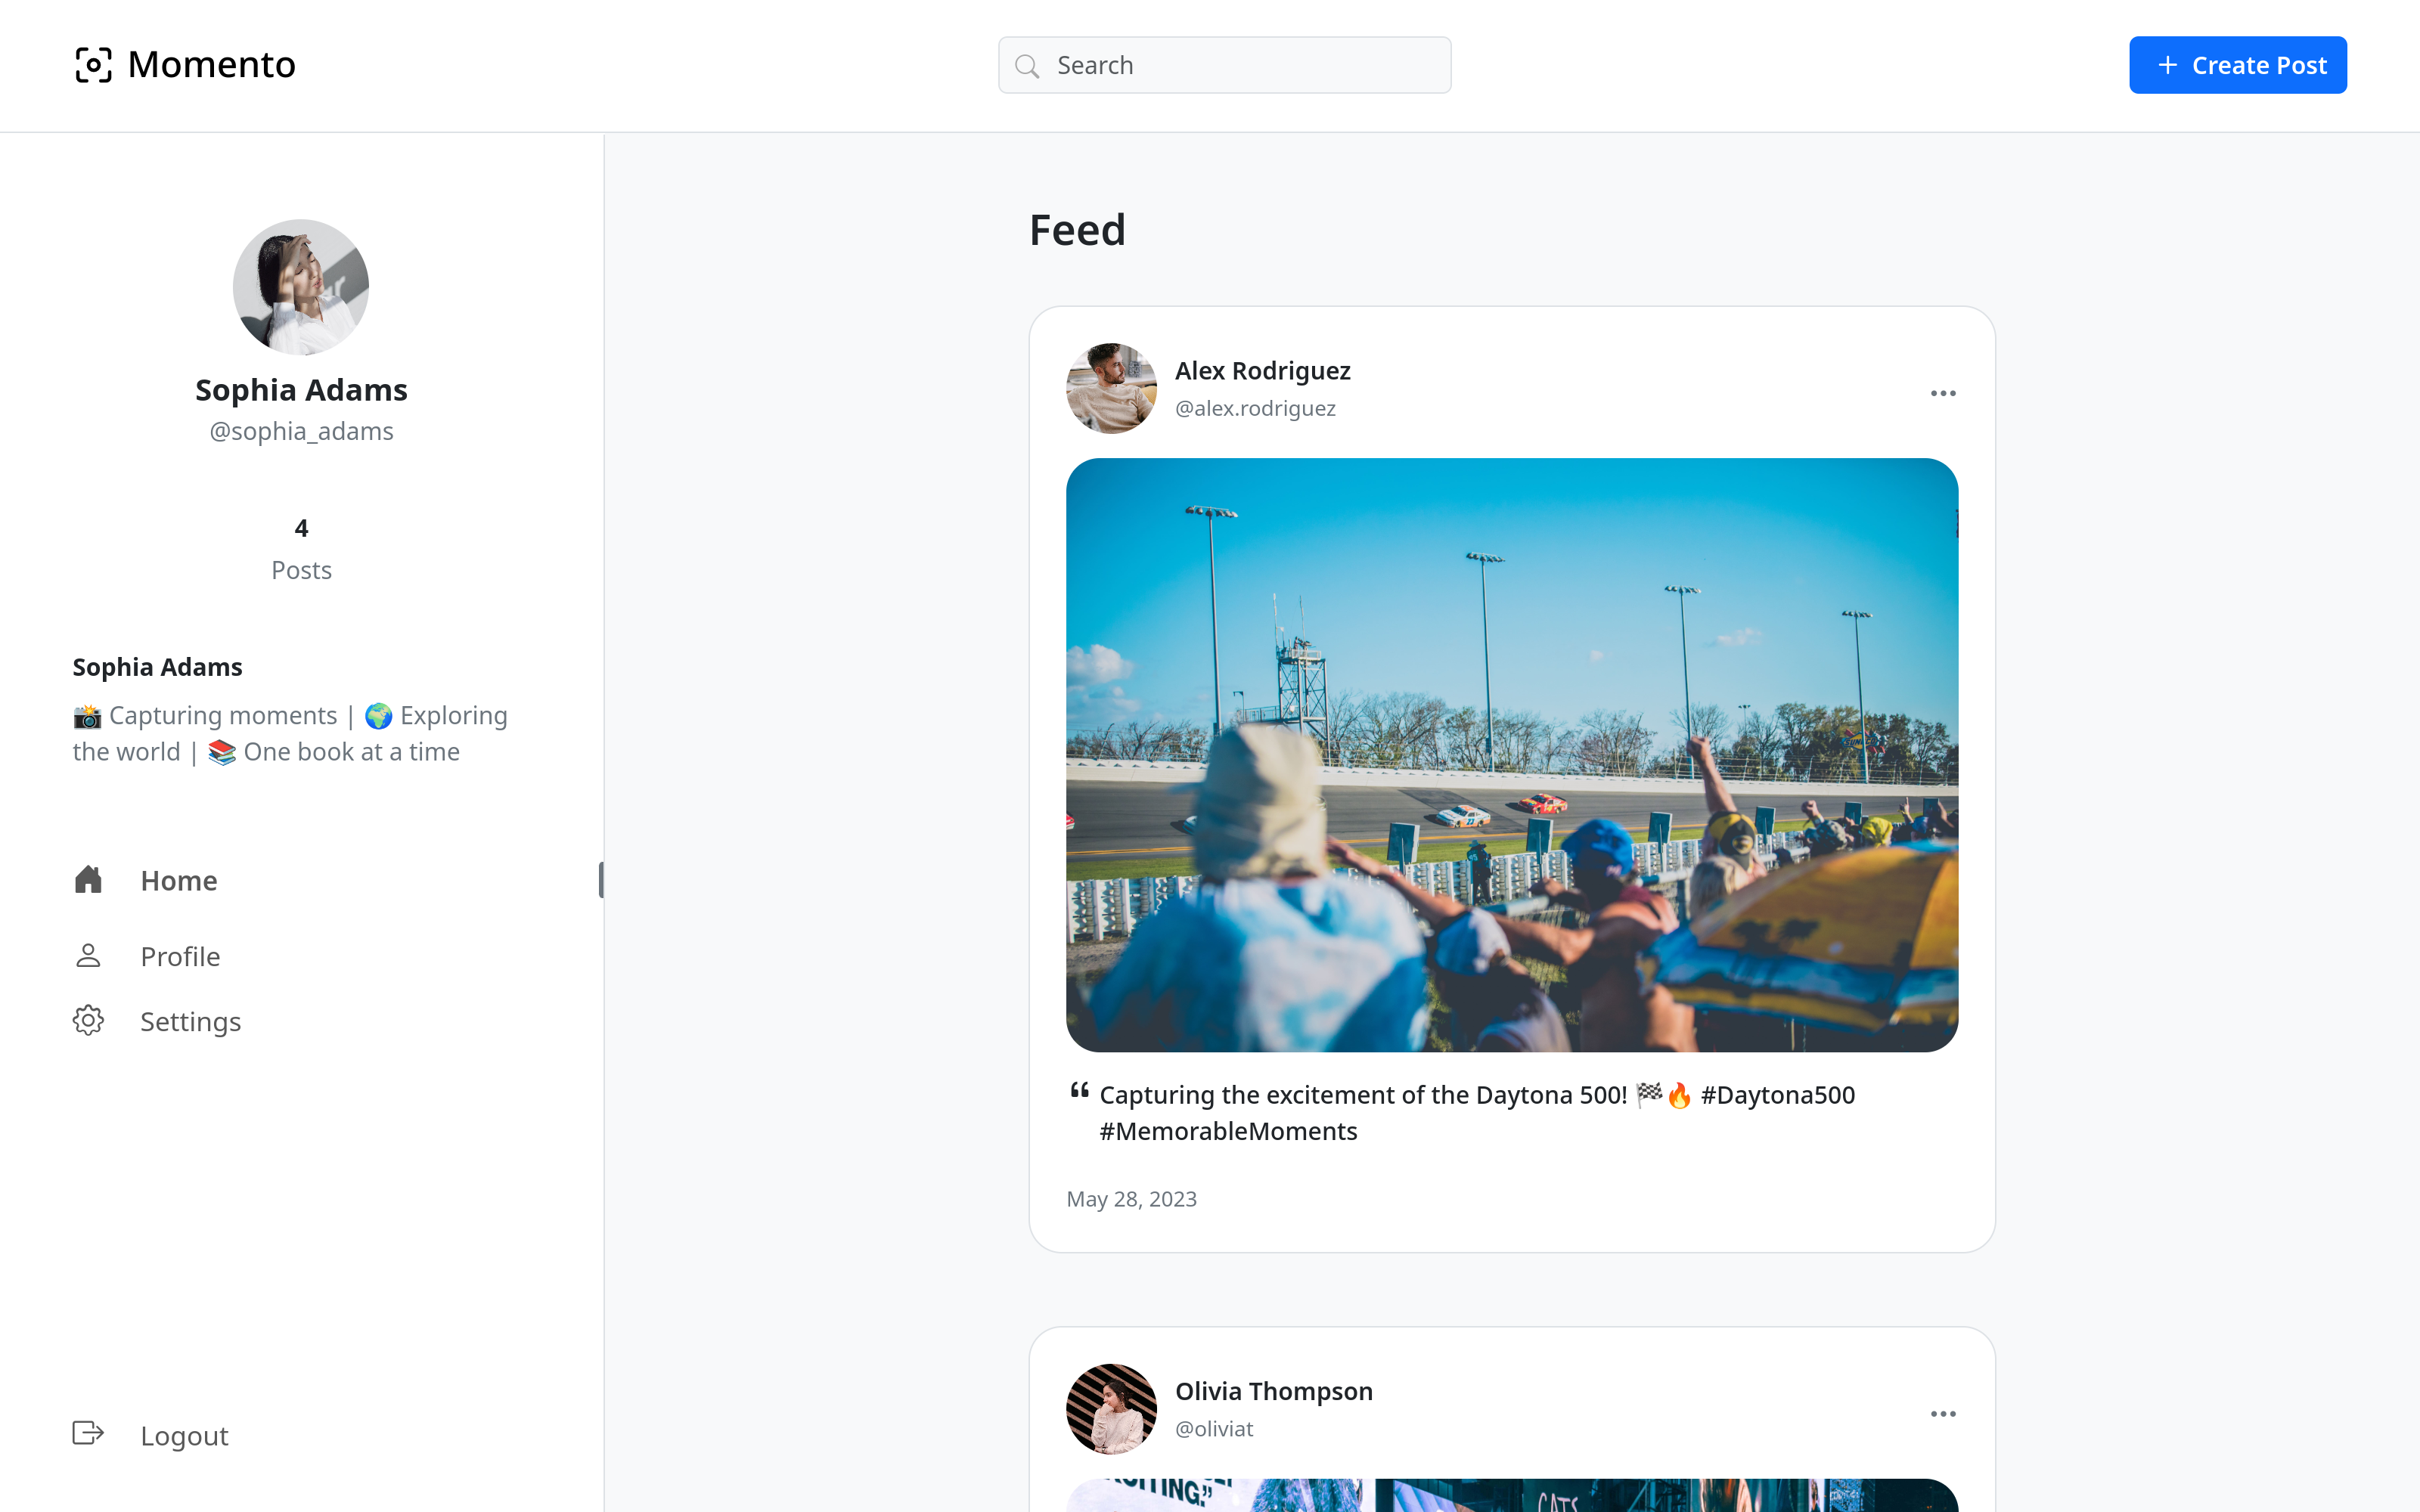 Momento
Search
Create Post
Sophia Adams
@sophia_adams
4
Posts
Sophia Adams
📸 Capturing moments | 🌍 Exploring
the world | 📚 One book at a time
Home
Profile
Settings
Logout
Feed
Alex Rodriguez
@alex.rodriguez
“ Capturing the excitement of the Daytona 500! 🏁🔥 #Daytona500
#MemorableMoments
May 28, 2023
Olivia Thompson
@oliviat
CATS